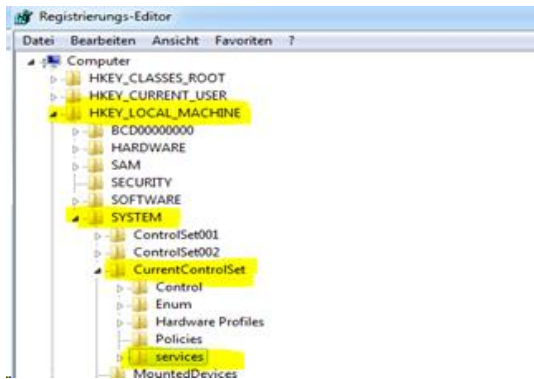 Registrierungs-Editor
Datei Bearbeiten Ansicht Favoriten ?
Computer
HKEY_CLASSES_ROOT
HKEY_CURRENT_USER
HKEY_LOCAL_MACHINE
BCD00000000
HARDWARE
SAM
SECURITY
SOFTWARE
SYSTEM
ControlSet001
ControlSet002
CurrentControlSet
Control
Enum
Hardware Profiles
Policies
services
MountedDevices